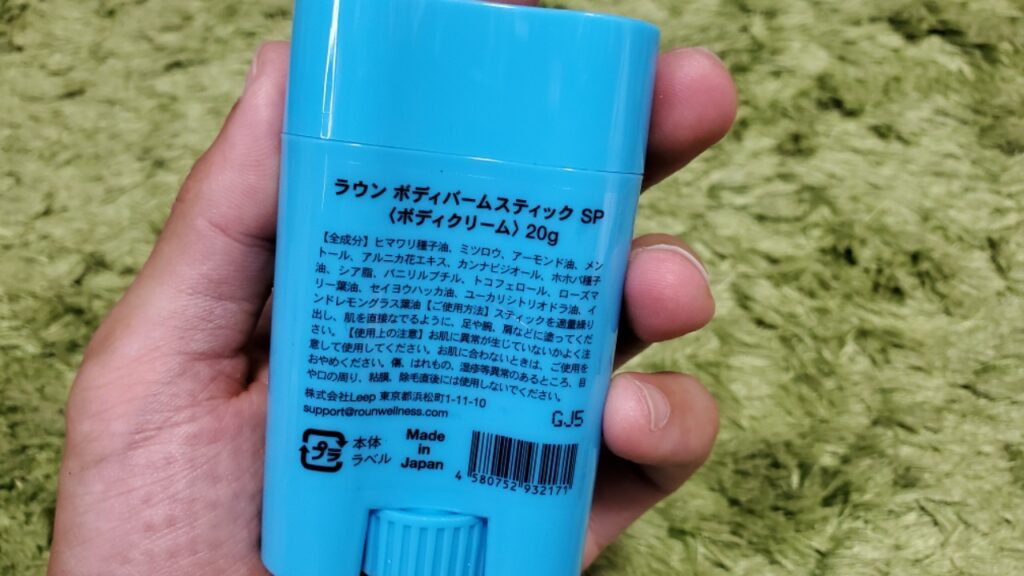 ラウン ボディバームスティック SP
〈ボディクリーム〉20g
【全成分】ヒマワリ種子油、ミツロウ、アーモンド油、メン
トール、アルニカ花エキス、カンナビジオール、ホホバ種子
油、シア脂、バニリルブチル、トコフェロール、ローズマ
リー葉油、セイヨウハッカ油、ユーカリシトリオドラ油、イ
ンドレモングラス葉油【ご使用方法】スティックを適量繰り
出し、肌を直接なでるように、足や腕、肩などに塗ってくだ
さい。【使用上の注意】お肌に異常が生じていないかよく注
意して使用してください。お肌に合わないときは、ご使用を
おやめください。傷、はれもの、湿疹等異常のあるところ、目
や口の周り、粘膜、除毛直後には使用しないでください。
株式会社Leep 東京都浜松町1-11-10
support@rounwellness.com
GJ5
プラ
本体
ラベル
Made
in
Japan
4 580752 932171